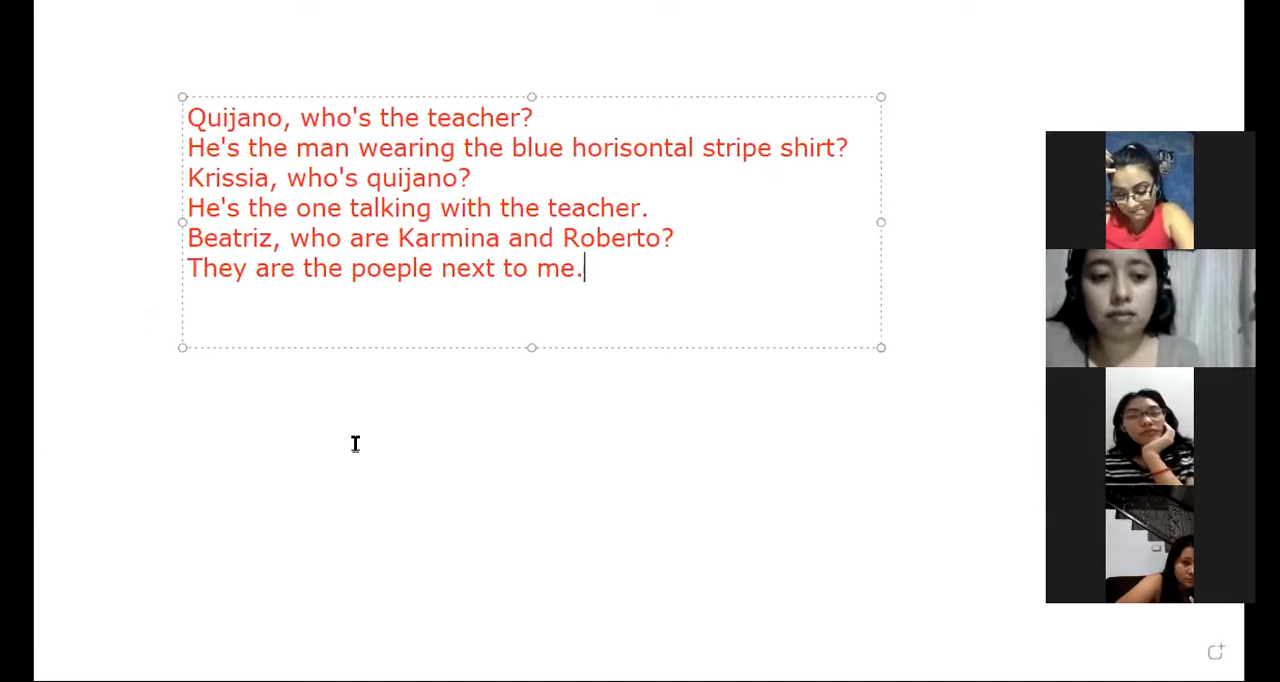 Quijano, who's the teacher?
He's the man wearing the blue horisontal stripe shirt?
Krissia, who's quijano?
He's the one talking with the teacher.
Beatriz, who are Karmina and Roberto?
They are the poeple next to me.